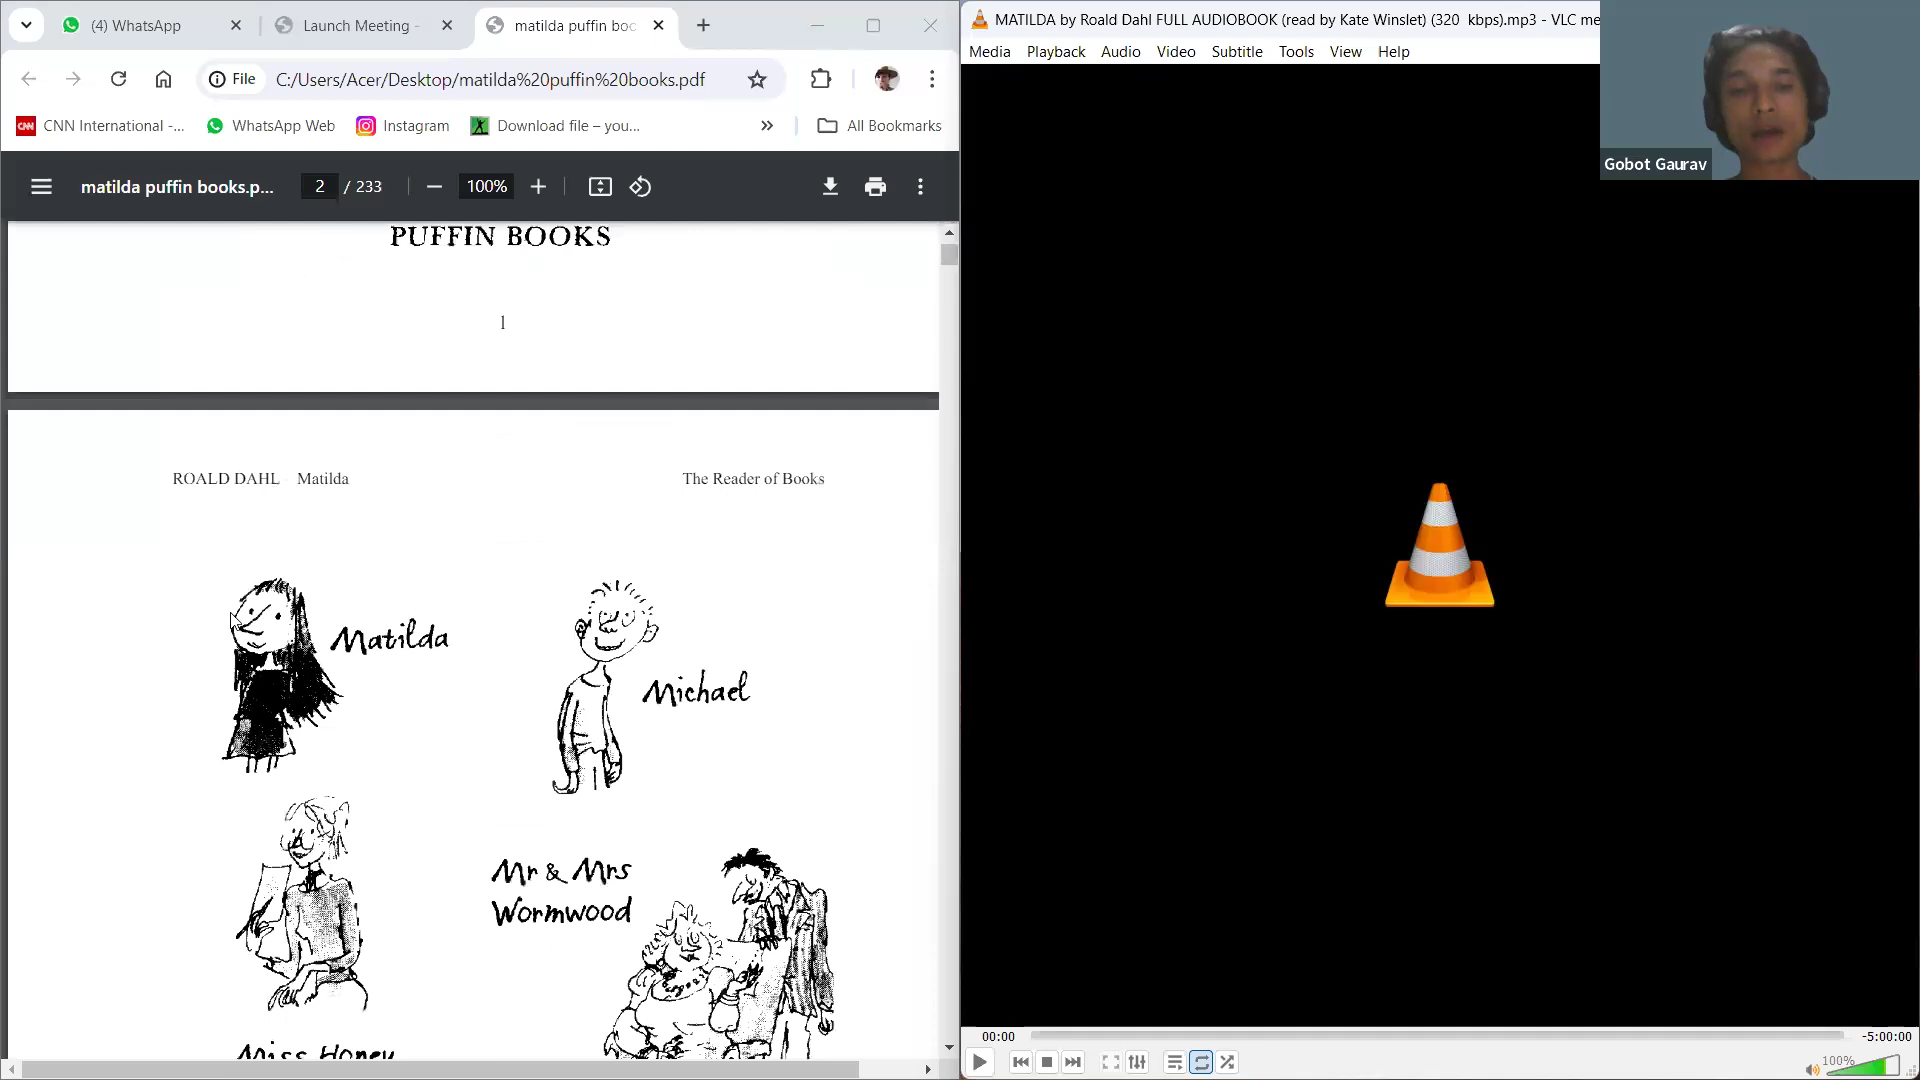 (4) WhatsApp
Launch Meeting -
matilda puffin boc
File
C:/Users/Acer/Desktop/matilda%20puffin%20books.pdf
CNN International -...
WhatsApp Web
Instagram
Download file – you...
All Bookmarks
matilda puffin books.p...
2 / 233
100%
PUFFIN BOOKS
1
ROALD DAHL
Matilda
The Reader of Books
Matilda
Michael
Mr & Mrs
Wormwood
Miss Honey
MATILDA by Roald Dahl FULL AUDIOBOOK (read by Kate Winslet) (320 kbps).mp3 - VLC me
Media
Playback
Audio
Video
Subtitle
Tools
View
Help
Gobot Gaurav
00:00
-5:00:00
100%